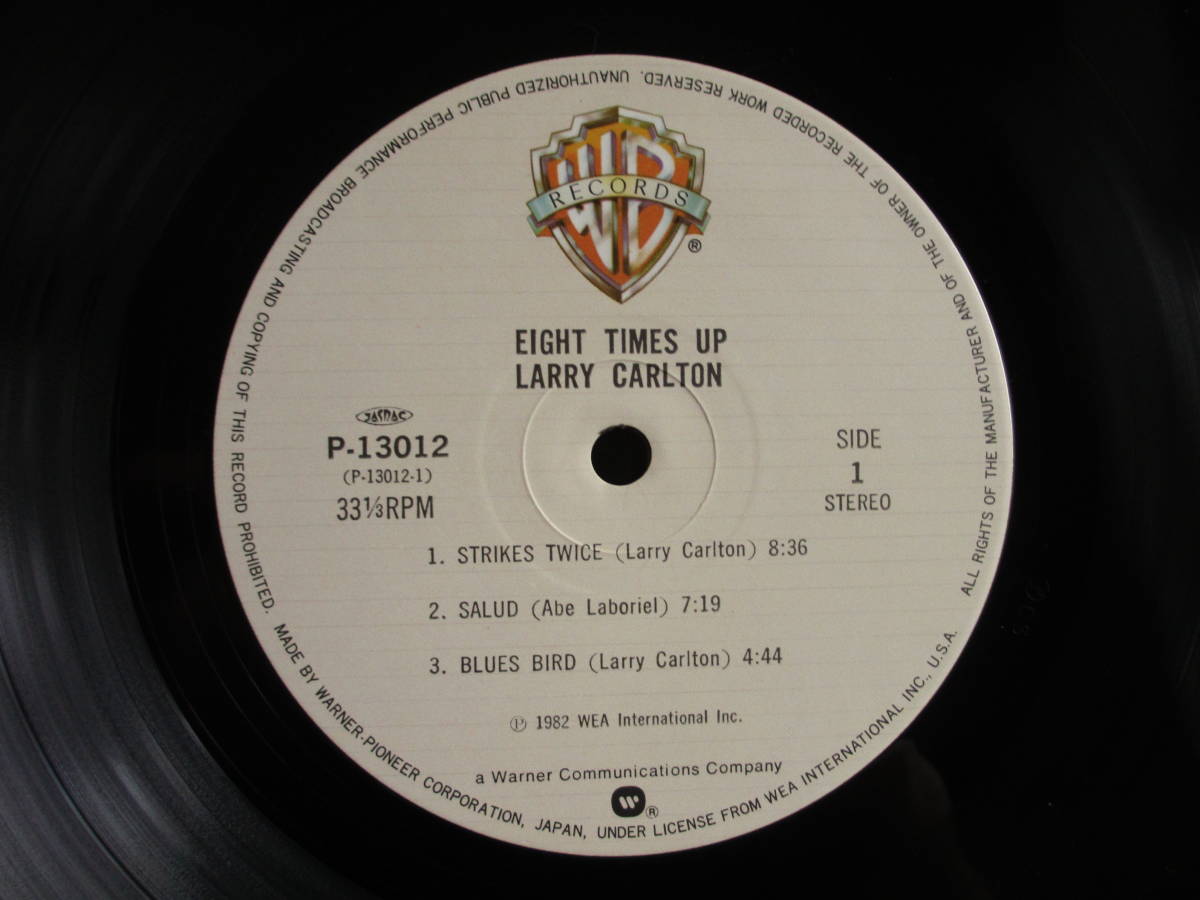 WB
RECORDS
®
EIGHT TIMES UP
LARRY CARLTON
JASRAC
P-13012
(P-13012-1)
33⅓RPM
SIDE
1
STEREO
1. STRIKES TWICE (Larry Carlton) 8:36
2. SALUD (Abe Laboriel) 7:19
3. BLUES BIRD (Larry Carlton) 4:44
Ⓟ 1982 WEA International Inc.
a Warner Communications Company
®
ALL RIGHTS OF THE MANUFACTURER AND OF THE OWNER OF THE RECORDED WORK RESERVED. UNAUTHORIZED PUBLIC PERFORMANCE BROADCASTING AND COPYING OF THIS RECORD PROHIBITED.
MADE BY WARNER-PIONEER CORPORATION, JAPAN, UNDER LICENSE FROM WEA INTERNATIONAL INC., U.S.A.